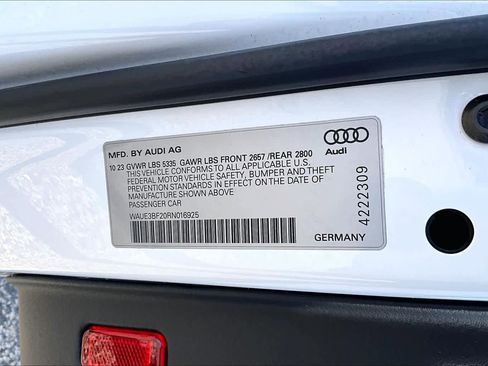 MFD. BY AUDI AG
Audi
10 23 GVWR LBS 5335 GAWR LBS FRONT 2657 /REAR 2800
THIS VEHICLE CONFORMS TO ALL APPLICABLE U.S.
FEDERAL MOTOR VEHICLE SAFETY, BUMPER AND THEFT
PREVENTION STANDARDS IN EFFECT ON THE DATE OF
MANUFACTURE SHOWN ABOVE
PASSENGER CAR
WAUE3BF20RN016925
GERMANY
4222309